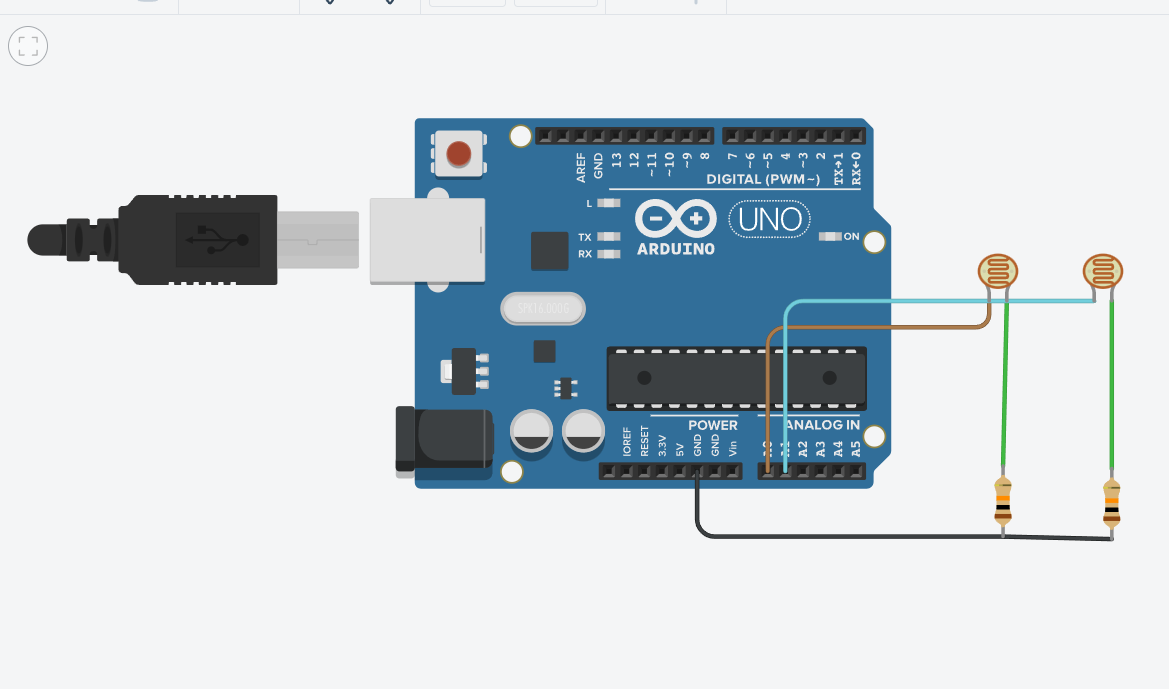 AREF
GND
13
12
~11
~10
~9
8
7
~6
~5
4
~3
2
TX→1
RX←0
DIGITAL (PWM~)
L
TX
RX
UNO
ON
ARDUINO
SPK16.000G
POWER
ANALOG IN
IOREF
RESET
3.3V
5V
GND
GND
Vin
A0
A1
A2
A3
A4
A5